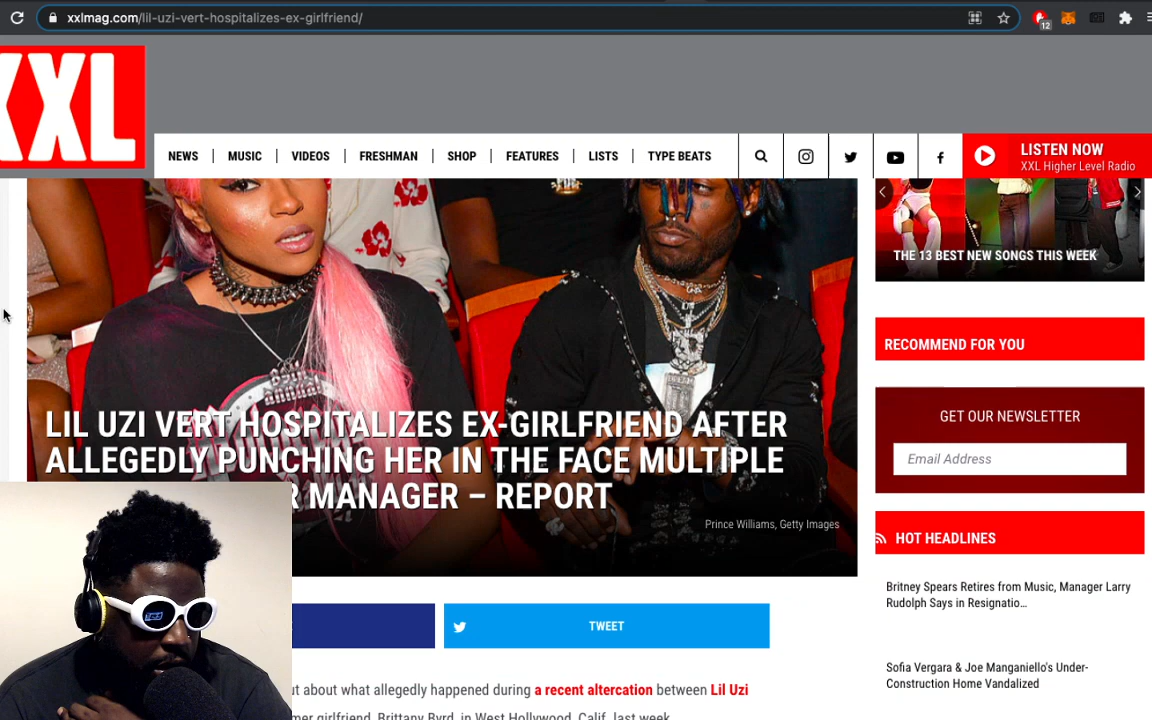 xxlmag.com/lil-uzi-vert-hospitalizes-ex-girlfriend/
12
XXL
NEWS
MUSIC
VIDEOS
FRESHMAN
SHOP
FEATURES
LISTS
TYPE BEATS
LISTEN NOW
XXL Higher Level Radio
THE 13 BEST NEW SONGS THIS WEEK
LIL UZI VERT HOSPITALIZES EX-GIRLFRIEND AFTER
ALLEGEDLY PUNCHING HER IN THE FACE MULTIPLE
R MANAGER – REPORT
Prince Williams, Getty Images
TWEET
ut about what allegedly happened during a recent altercation between Lil Uzi
mer girlfriend, Brittany Byrd, in West Hollywood, Calif. last week
RECOMMEND FOR YOU
GET OUR NEWSLETTER
Email Address
HOT HEADLINES
Britney Spears Retires from Music, Manager Larry
Rudolph Says in Resignatio...
Sofia Vergara & Joe Manganiello's Under-
Construction Home Vandalized